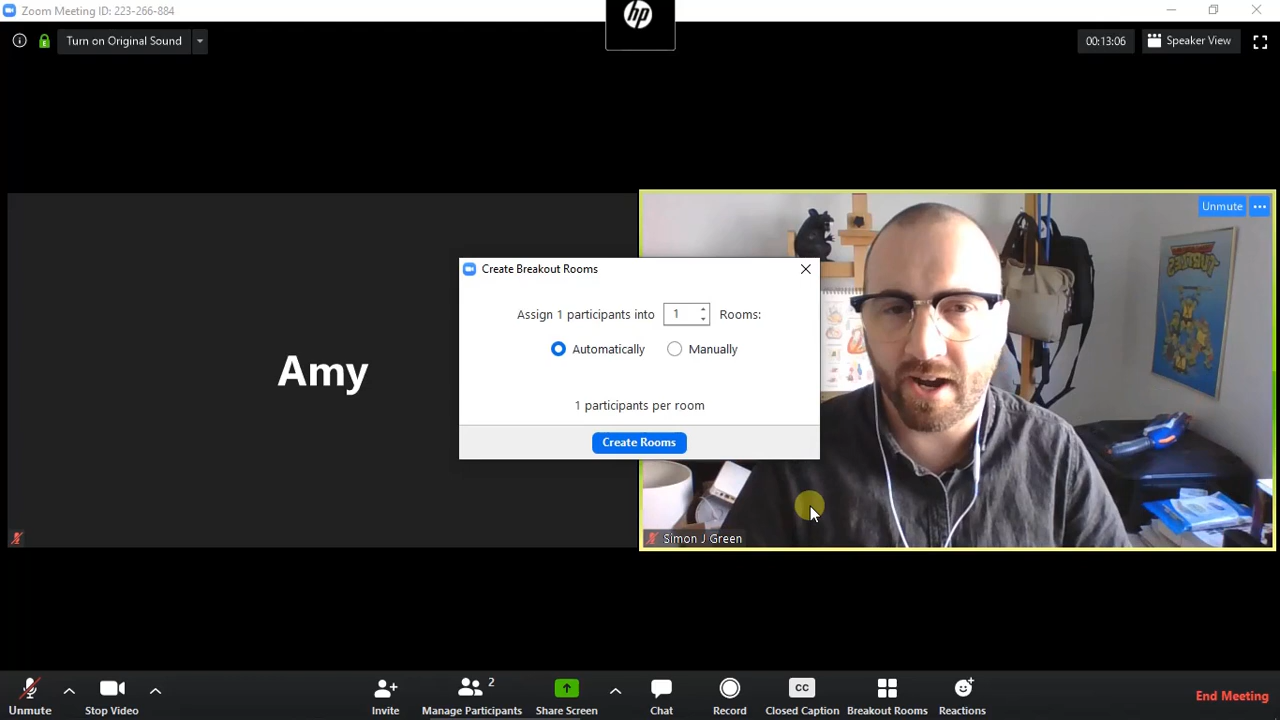 Zoom Meeting ID: 223-266-884
hp
Turn on Original Sound
00:13:06
Speaker View
Unmute
Amy
Create Breakout Rooms
Assign 1 participants into 1 Rooms:
Automatically Manually
1 participants per room
Create Rooms
Simon J Green
Unmute
Stop Video
Invite
2
Manage Participants
Share Screen
Chat
Record
CC
Closed Caption
Breakout Rooms
Reactions
End Meeting